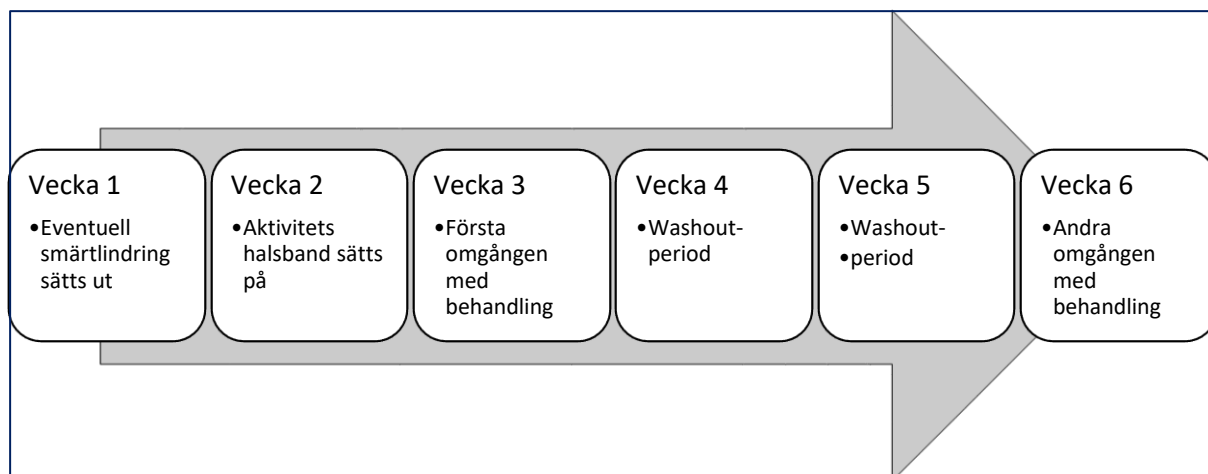 Vecka 1
•Eventuell
smärtlindring
sätts ut
Vecka 2
•Aktivitets
halsband sätts
på
Vecka 3
•Första
omgången
med
behandling
Vecka 4
•Washout-
period
Vecka 5
•Washout-
•period
Vecka 6
•Andra
omgången
med
behandling